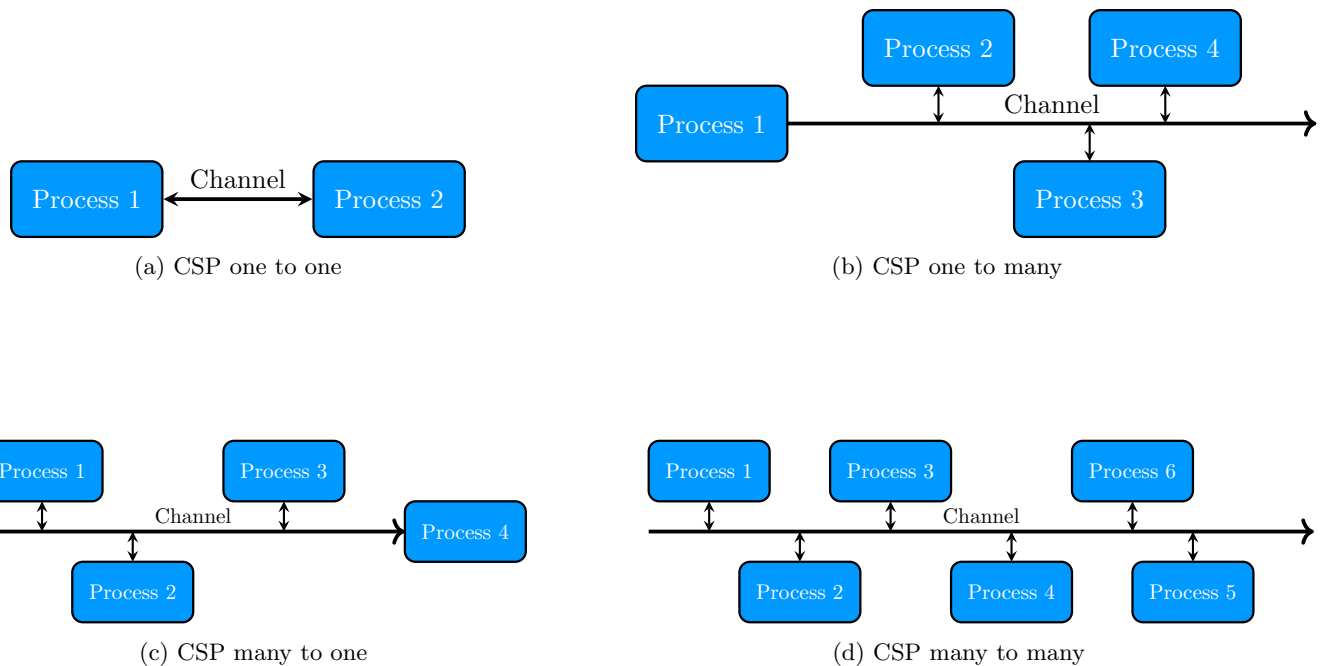 Process 1
Channel
Process 2
(a) CSP one to one
Process 2
Process 4
Process 1
Channel
Process 3
(b) CSP one to many
Process 1
Process 3
Channel
Process 4
Process 2
(c) CSP many to one
Process 1
Process 3
Process 6
Channel
Process 2
Process 4
Process 5
(d) CSP many to many